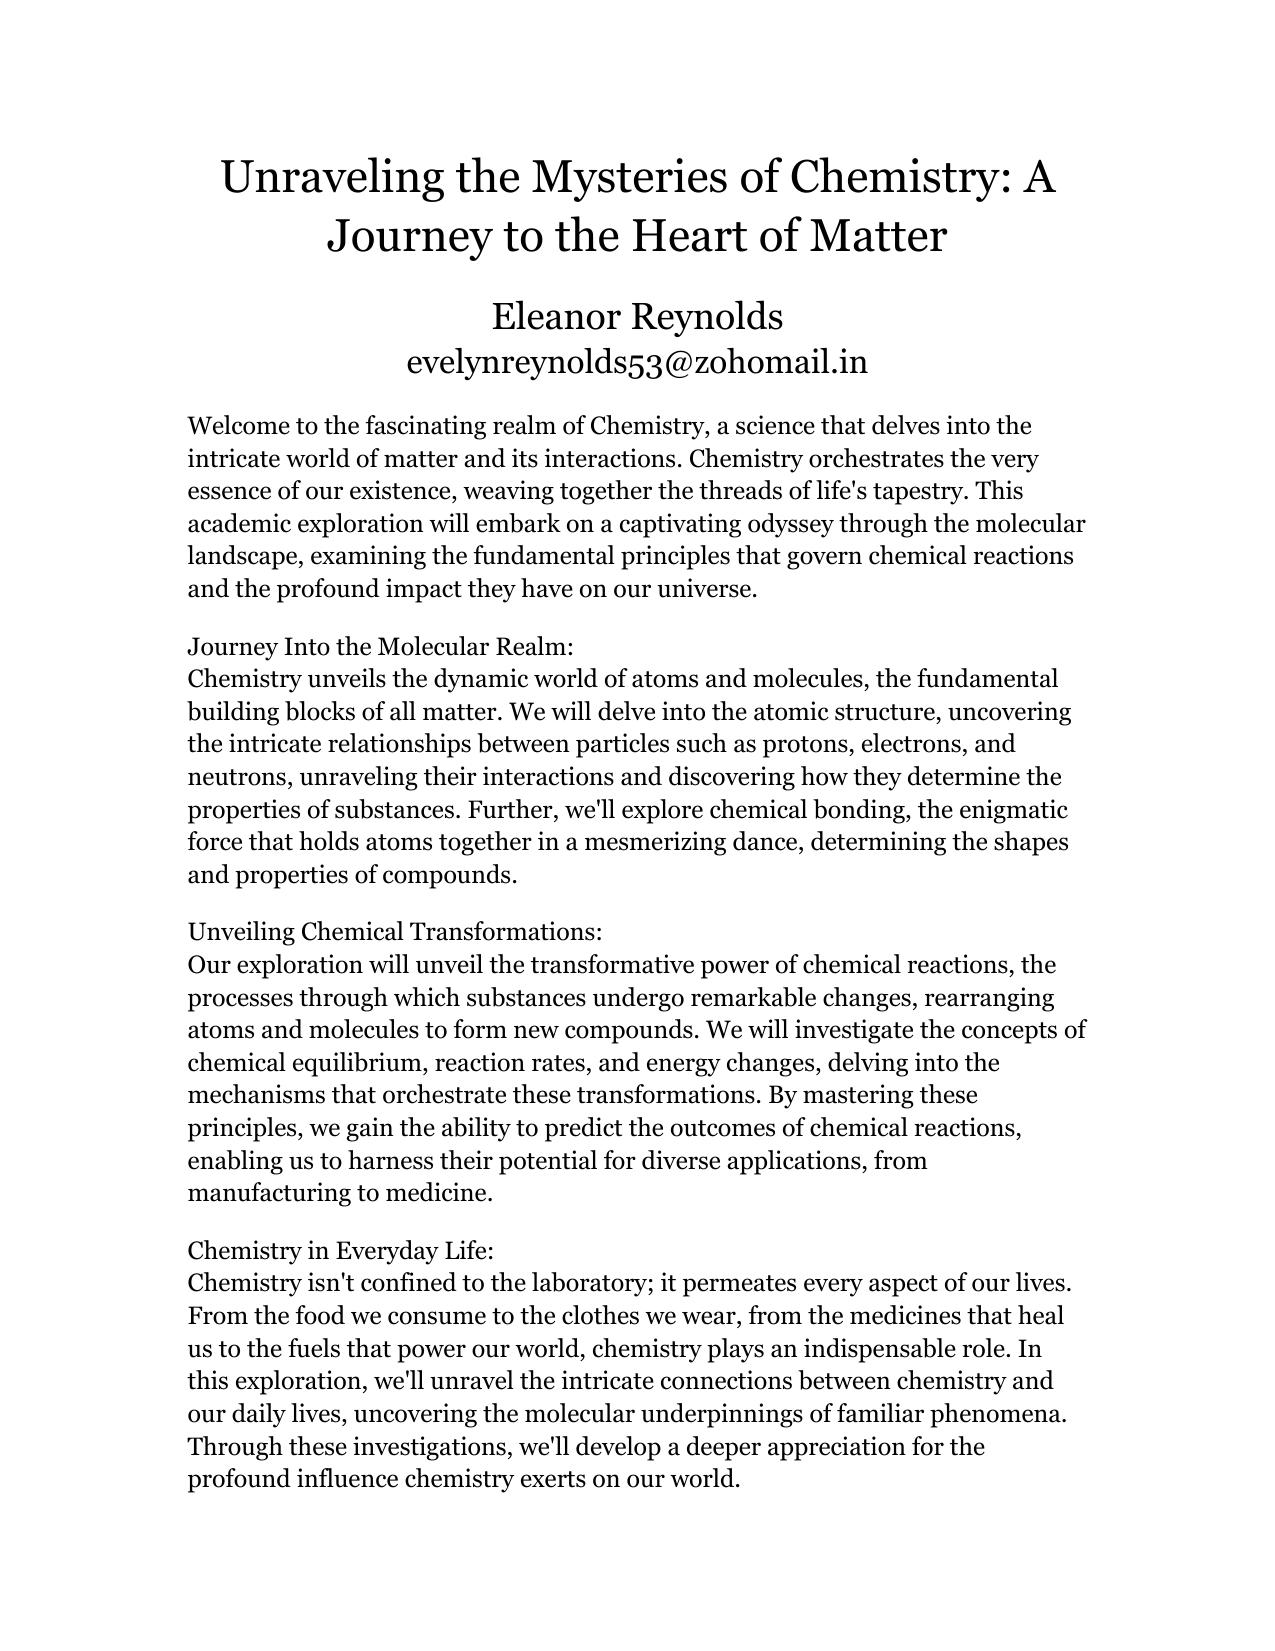 Unraveling the Mysteries of Chemistry: A
Journey to the Heart of Matter
Eleanor Reynolds
evelynreynolds53@zohomail.in
Welcome to the fascinating realm of Chemistry, a science that delves into the
intricate world of matter and its interactions. Chemistry orchestrates the very
essence of our existence, weaving together the threads of life's tapestry. This
academic exploration will embark on a captivating odyssey through the molecular
landscape, examining the fundamental principles that govern chemical reactions
and the profound impact they have on our universe.
Journey Into the Molecular Realm:
Chemistry unveils the dynamic world of atoms and molecules, the fundamental
building blocks of all matter. We will delve into the atomic structure, uncovering
the intricate relationships between particles such as protons, electrons, and
neutrons, unraveling their interactions and discovering how they determine the
properties of substances. Further, we'll explore chemical bonding, the enigmatic
force that holds atoms together in a mesmerizing dance, determining the shapes
and properties of compounds.
Unveiling Chemical Transformations:
Our exploration will unveil the transformative power of chemical reactions, the
processes through which substances undergo remarkable changes, rearranging
atoms and molecules to form new compounds. We will investigate the concepts of
chemical equilibrium, reaction rates, and energy changes, delving into the
mechanisms that orchestrate these transformations. By mastering these
principles, we gain the ability to predict the outcomes of chemical reactions,
enabling us to harness their potential for diverse applications, from
manufacturing to medicine.
Chemistry in Everyday Life:
Chemistry isn't confined to the laboratory; it permeates every aspect of our lives.
From the food we consume to the clothes we wear, from the medicines that heal
us to the fuels that power our world, chemistry plays an indispensable role. In
this exploration, we'll unravel the intricate connections between chemistry and
our daily lives, uncovering the molecular underpinnings of familiar phenomena.
Through these investigations, we'll develop a deeper appreciation for the
profound influence chemistry exerts on our world.